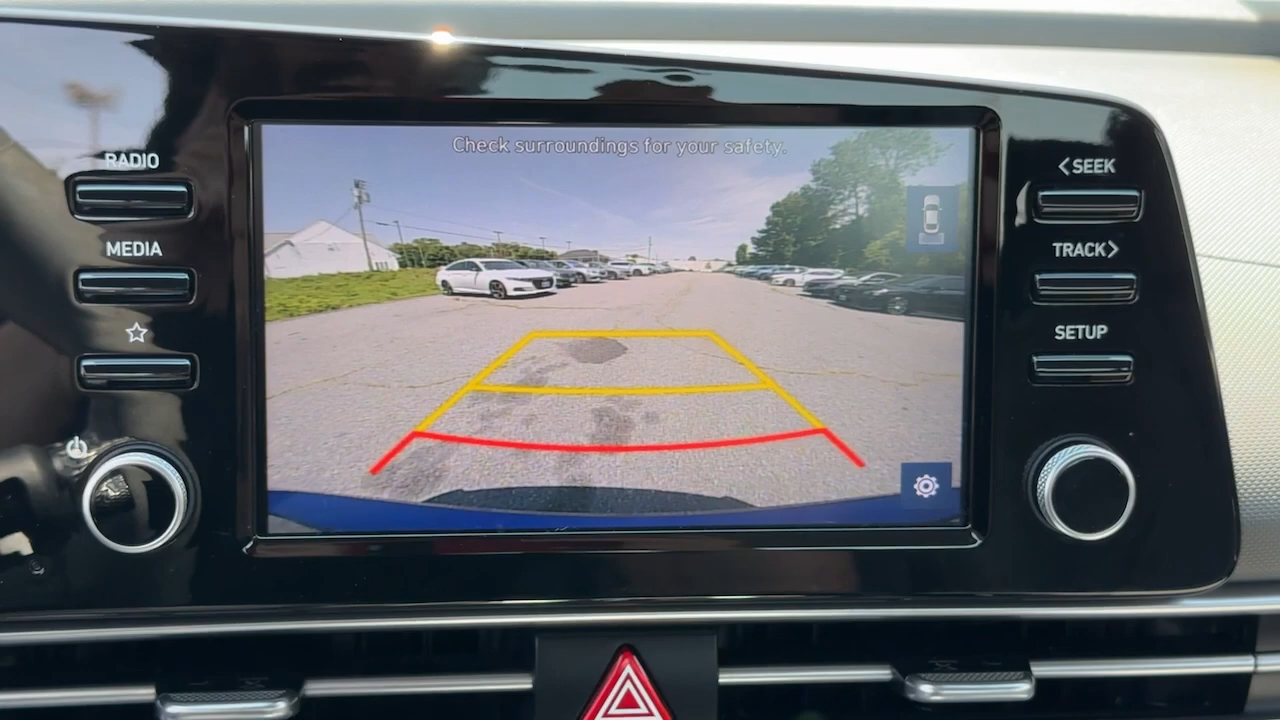 Check surroundings for your safety.
RADIO
MEDIA
<SEEK
TRACK>
SETUP